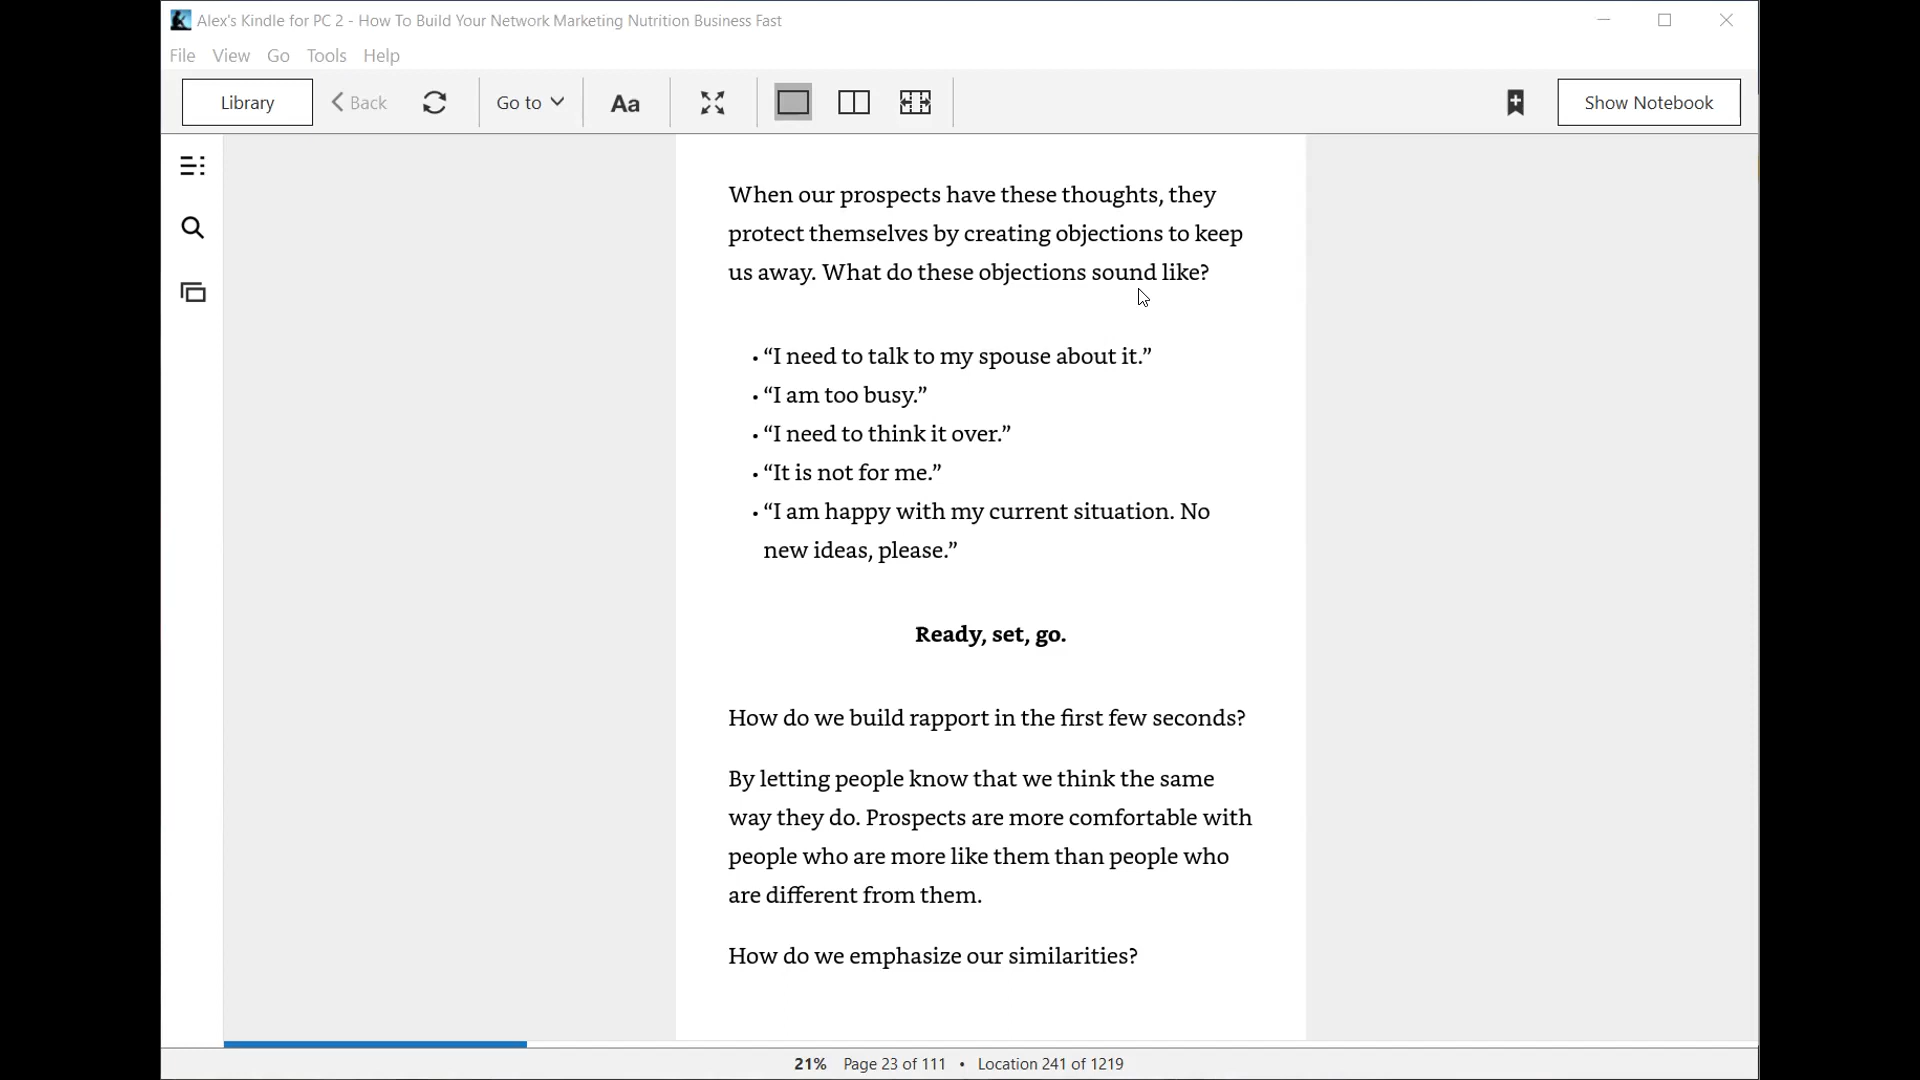 Alex's Kindle for PC 2 - How To Build Your Network Marketing Nutrition Business Fast
File View Go Tools Help
Library Back Go to Aa Show Notebook
When our prospects have these thoughts, they
protect themselves by creating objections to keep
us away. What do these objections sound like?
• “I need to talk to my spouse about it.”
• “I am too busy.”
• “I need to think it over.”
• “It is not for me.”
• “I am happy with my current situation. No
new ideas, please.”
Ready, set, go.
How do we build rapport in the first few seconds?
By letting people know that we think the same
way they do. Prospects are more comfortable with
people who are more like them than people who
are different from them.
How do we emphasize our similarities?
21% Page 23 of 111 • Location 241 of 1219